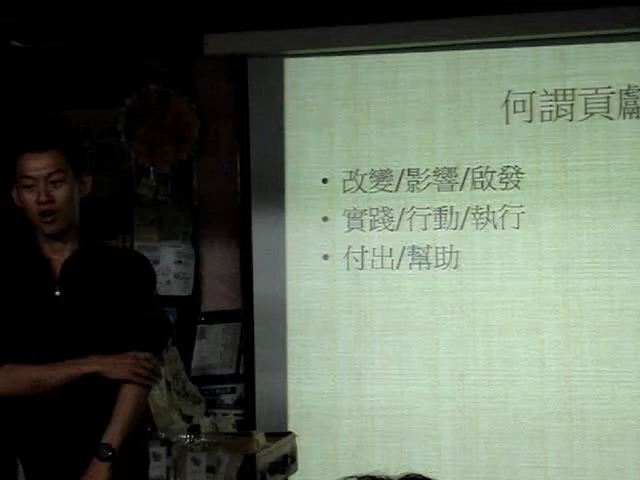 何謂貢獻
• 改變/影響/啟發
• 實踐/行動/執行
• 付出/幫助